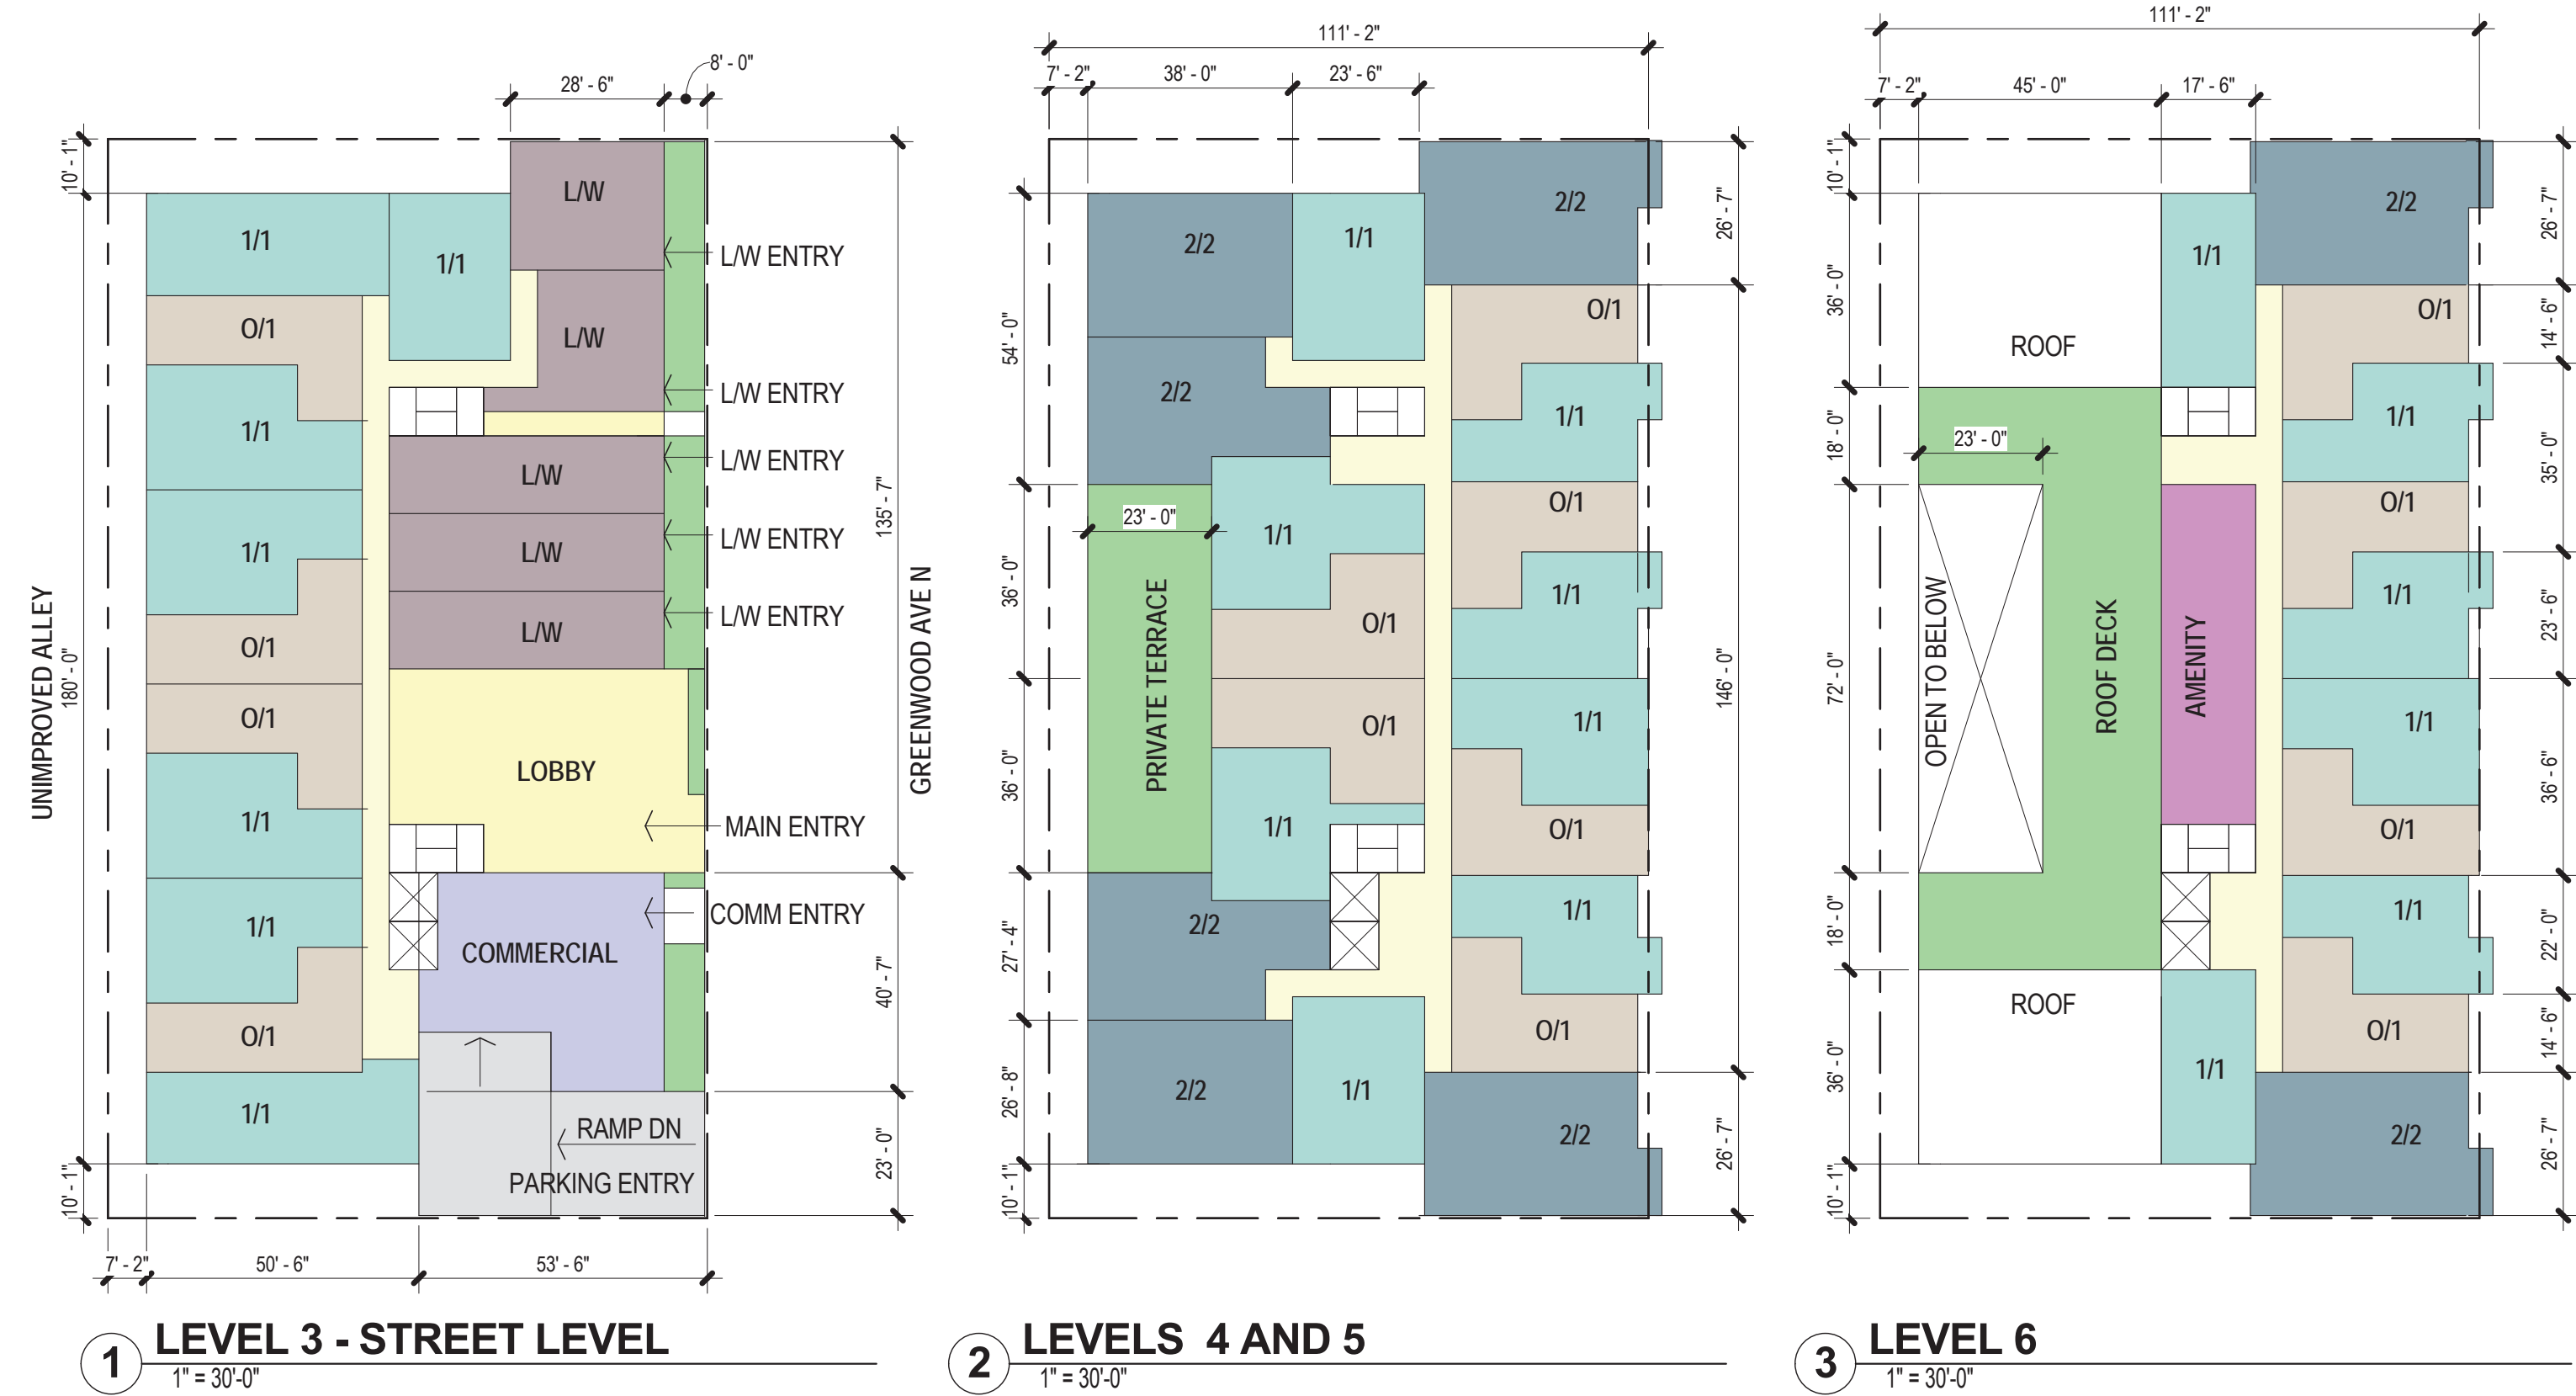 8' - 0"
28' - 6"
10' - 1"
L/W
1/1
1/1
L/W ENTRY
O/1
L/W
L/W ENTRY
1/1
L/W
L/W ENTRY
135' - 7"
1/1
L/W
L/W ENTRY
UNIMPROVED ALLEY
180' - 0"
L/W
L/W ENTRY
GREENWOOD AVE N
O/1
O/1
LOBBY
1/1
MAIN ENTRY
1/1
COMM ENTRY
COMMERCIAL
40' - 7"
O/1
1/1
RAMP DN
PARKING ENTRY
23' - 0"
10' - 1"
7' - 2"
50' - 6"
53' - 6"
1
LEVEL 3 - STREET LEVEL
1" = 30'-0"
111' - 2"
7' - 2"
38' - 0"
23' - 6"
2/2
26' - 7"
2/2
1/1
54' - 0"
O/1
2/2
1/1
O/1
23' - 0"
1/1
36' - 0"
1/1
O/1
PRIVATE TERRACE
146' - 0"
O/1
1/1
36' - 0"
1/1
O/1
2/2
1/1
27' - 4"
O/1
26' - 8"
2/2
1/1
2/2
26' - 7"
10' - 1"
2
LEVELS 4 AND 5
1" = 30'-0"
111' - 2"
7' - 2"
45' - 0"
17' - 6"
10' - 1"
2/2
26' - 7"
1/1
36' - 0"
O/1
14' - 6"
ROOF
1/1
18' - 0"
23' - 0"
35' - 0"
O/1
1/1
23' - 6"
OPEN TO BELOW
ROOF DECK
AMENITY
72' - 0"
1/1
36' - 6"
O/1
1/1
18' - 0"
22' - 0"
ROOF
O/1
14' - 6"
36' - 0"
1/1
2/2
26' - 7"
10' - 1"
3
LEVEL 6
1" = 30'-0"